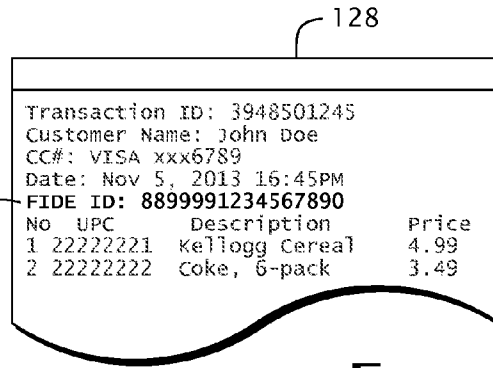 128
Transaction ID: 3948501245
Customer Name: John Doe
CC#: VISA xxx6789
Date: Nov 5, 2013 16:45PM
FIDE ID: 8899991234567890
No UPC Description Price
1 22222221 Kellogg Cereal 4.99
2 22222222 Coke, 6-pack 3.49